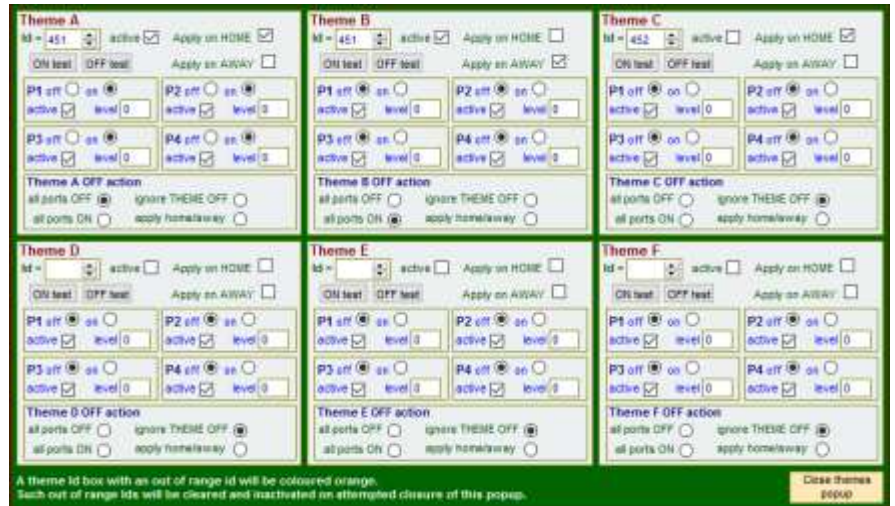 Theme A
Id = 451 active Apply on HOME
ON test OFF test Apply on AWAY
P1 off on P2 off on
active level 0 active level 0
P3 off on P4 off on
active level 0 active level 0
Theme A OFF action
all ports OFF ignore THEME OFF
all ports ON apply home/away
Theme B
Id = 451 active Apply on HOME
ON test OFF test Apply on AWAY
P1 off on P2 off on
active level 0 active level 0
P3 off on P4 off on
active level 0 active level 0
Theme B OFF action
all ports OFF ignore THEME OFF
all ports ON apply home/away
Theme C
Id = 452 active Apply on HOME
ON test OFF test Apply on AWAY
P1 off on P2 off on
active level 0 active level 0
P3 off on P4 off on
active level 0 active level 0
Theme C OFF action
all ports OFF ignore THEME OFF
all ports ON apply home/away
Theme D
Id = active Apply on HOME
ON test OFF test Apply on AWAY
P1 off on P2 off on
active level 0 active level 0
P3 off on P4 off on
active level 0 active level 0
Theme D OFF action
all ports OFF ignore THEME OFF
all ports ON apply home/away
Theme E
Id = active Apply on HOME
ON test OFF test Apply on AWAY
P1 off on P2 off on
active level 0 active level 0
P3 off on P4 off on
active level 0 active level 0
Theme E OFF action
all ports OFF ignore THEME OFF
all ports ON apply home/away
Theme F
Id = active Apply on HOME
ON test OFF test Apply on AWAY
P1 off on P2 off on
active level 0 active level 0
P3 off on P4 off on
active level 0 active level 0
Theme F OFF action
all ports OFF ignore THEME OFF
all ports ON apply home/away
A theme Id box with an out of range id will be coloured orange.
Such out of range Ids will be cleared and inactivated on attempted closure of this popup.
Close themes
popup